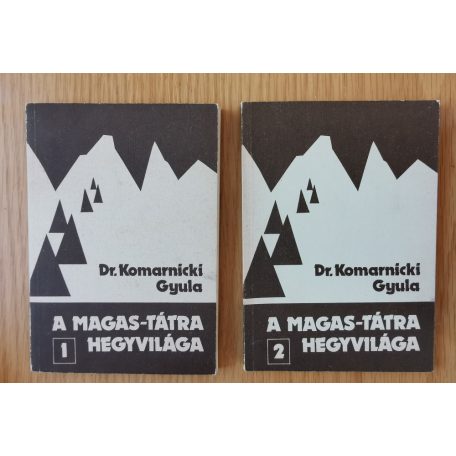 Dr. Komarnicki
Gyula
A MAGAS-TÁTRA
1 HEGYVILÁGA
Dr. Komarnicki
Gyula
A MAGAS-TÁTRA
2 HEGYVILÁGA